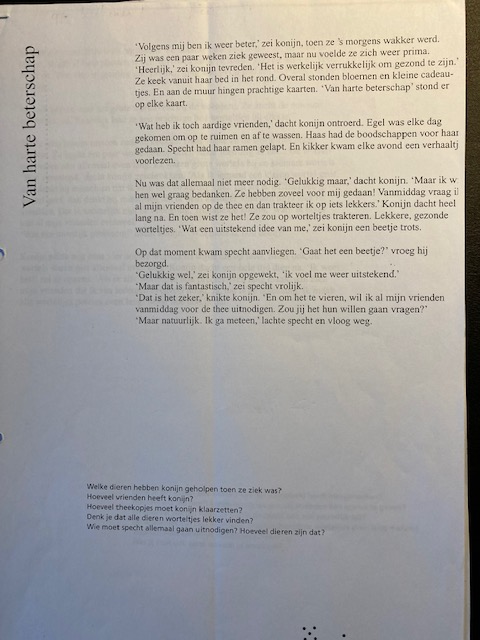 Van harte beterschap
'Volgens mij ben ik weer beter,' zei konijn, toen ze 's morgens wakker werd.
Zij was een paar weken ziek geweest, maar nu voelde ze zich weer prima.
'Heerlijk,' zei konijn tevreden. 'Het is werkelijk verrukkelijk om gezond te zijn.'
Ze keek vanuit haar bed in het rond. Overal stonden bloemen en kleine cadeau-
tjes. En aan de muur hingen prachtige kaarten. 'Van harte beterschap' stond er
op elke kaart.
'Wat heb ik toch aardige vrienden,' dacht konijn ontroerd. Egel was elke dag
gekomen om op te ruimen en af te wassen. Haas had de boodschappen voor haar
gedaan. Specht had haar ramen gelapt. En kikker kwam elke avond een verhaaltj
voorlezen.
Nu was dat allemaal niet meer nodig. 'Gelukkig maar,' dacht konijn. 'Maar ik w
hen wel graag bedanken. Ze hebben zoveel voor mij gedaan! Vanmiddag vraag i
al mijn vrienden op de thee en dan trakteer ik op iets lekkers.' Konijn dacht heel
lang na. En toen wist ze het! Ze zou op worteltjes trakteren. Lekkere, gezonde
worteltjes. 'Wat een uitstekend idee van me,' zei konijn een beetje trots.
Op dat moment kwam specht aanvliegen. 'Gaat het een beetje?' vroeg hij
bezorgd.
'Gelukkig wel,' zei konijn opgewekt, 'ik voel me weer uitstekend.'
'Maar dat is fantastisch,' zei specht vrolijk.
'Dat is het zeker,' knikte konijn. 'En om het te vieren, wil ik al mijn vrienden
vanmiddag voor de thee uitnodigen. Zou jij het hun willen gaan vragen?'
'Maar natuurlijk. Ik ga meteen,' lachte specht en vloog weg.
Welke dieren hebben konijn geholpen toen ze ziek was?
Hoeveel vrienden heeft konijn?
Hoeveel theekopjes moet konijn klaarzetten?
Denk je dat alle dieren worteltjes lekker vinden?
Wie moet specht allemaal gaan uitnodigen? Hoeveel dieren zijn dat?